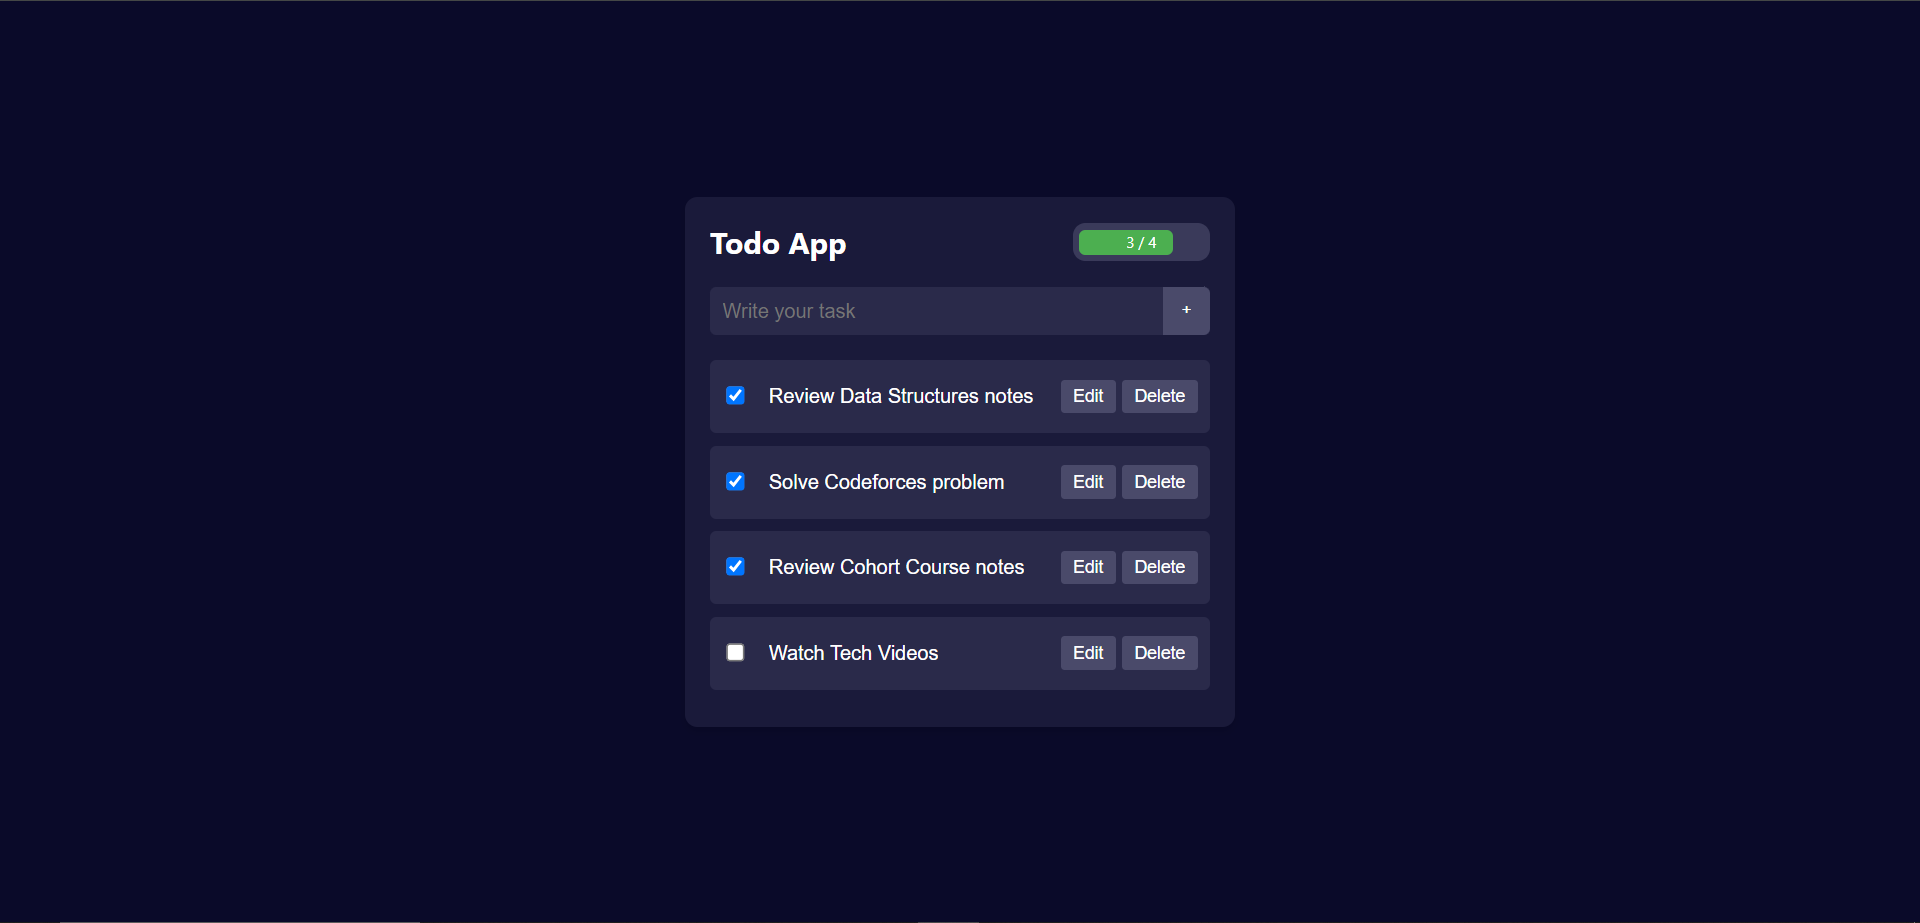 Todo App 3 / 4
Write your task +
Review Data Structures notes Edit Delete
Solve Codeforces problem Edit Delete
Review Cohort Course notes Edit Delete
Watch Tech Videos Edit Delete